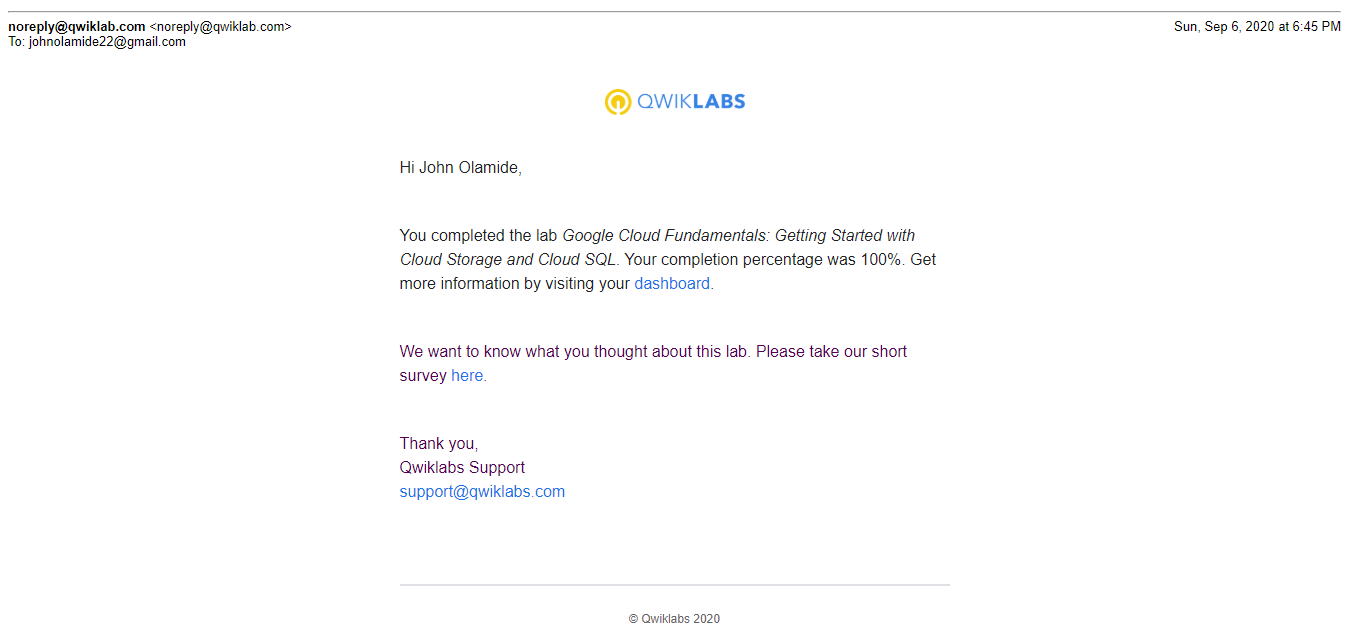 noreply@qwiklab.com <noreply@qwiklab.com>
Sun, Sep 6, 2020 at 6:45 PM
To: johnolamide22@gmail.com
QWIKLABS
Hi John Olamide,
You completed the lab Google Cloud Fundamentals: Getting Started with
Cloud Storage and Cloud SQL. Your completion percentage was 100%. Get
more information by visiting your dashboard.
We want to know what you thought about this lab. Please take our short
survey here.
Thank you,
Qwiklabs Support
support@qwiklabs.com
© Qwiklabs 2020